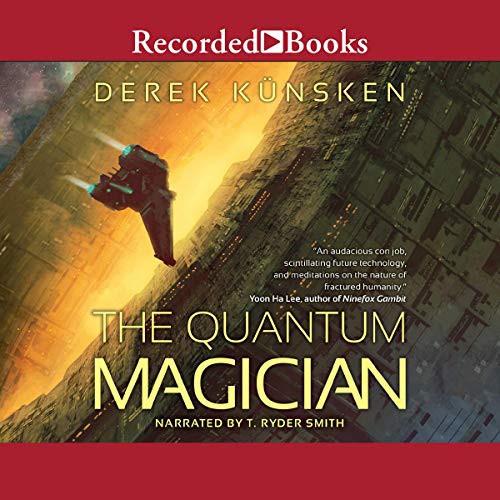 Recorded Books
DEREK KÜNSKEN
"An audacious con job,
scintillating future technology,
and meditations on the nature of
fractured humanity."
Yoon Ha Lee, author of Ninefox Gambit
THE QUANTUM
MAGICIAN
NARRATED BY T. RYDER SMITH